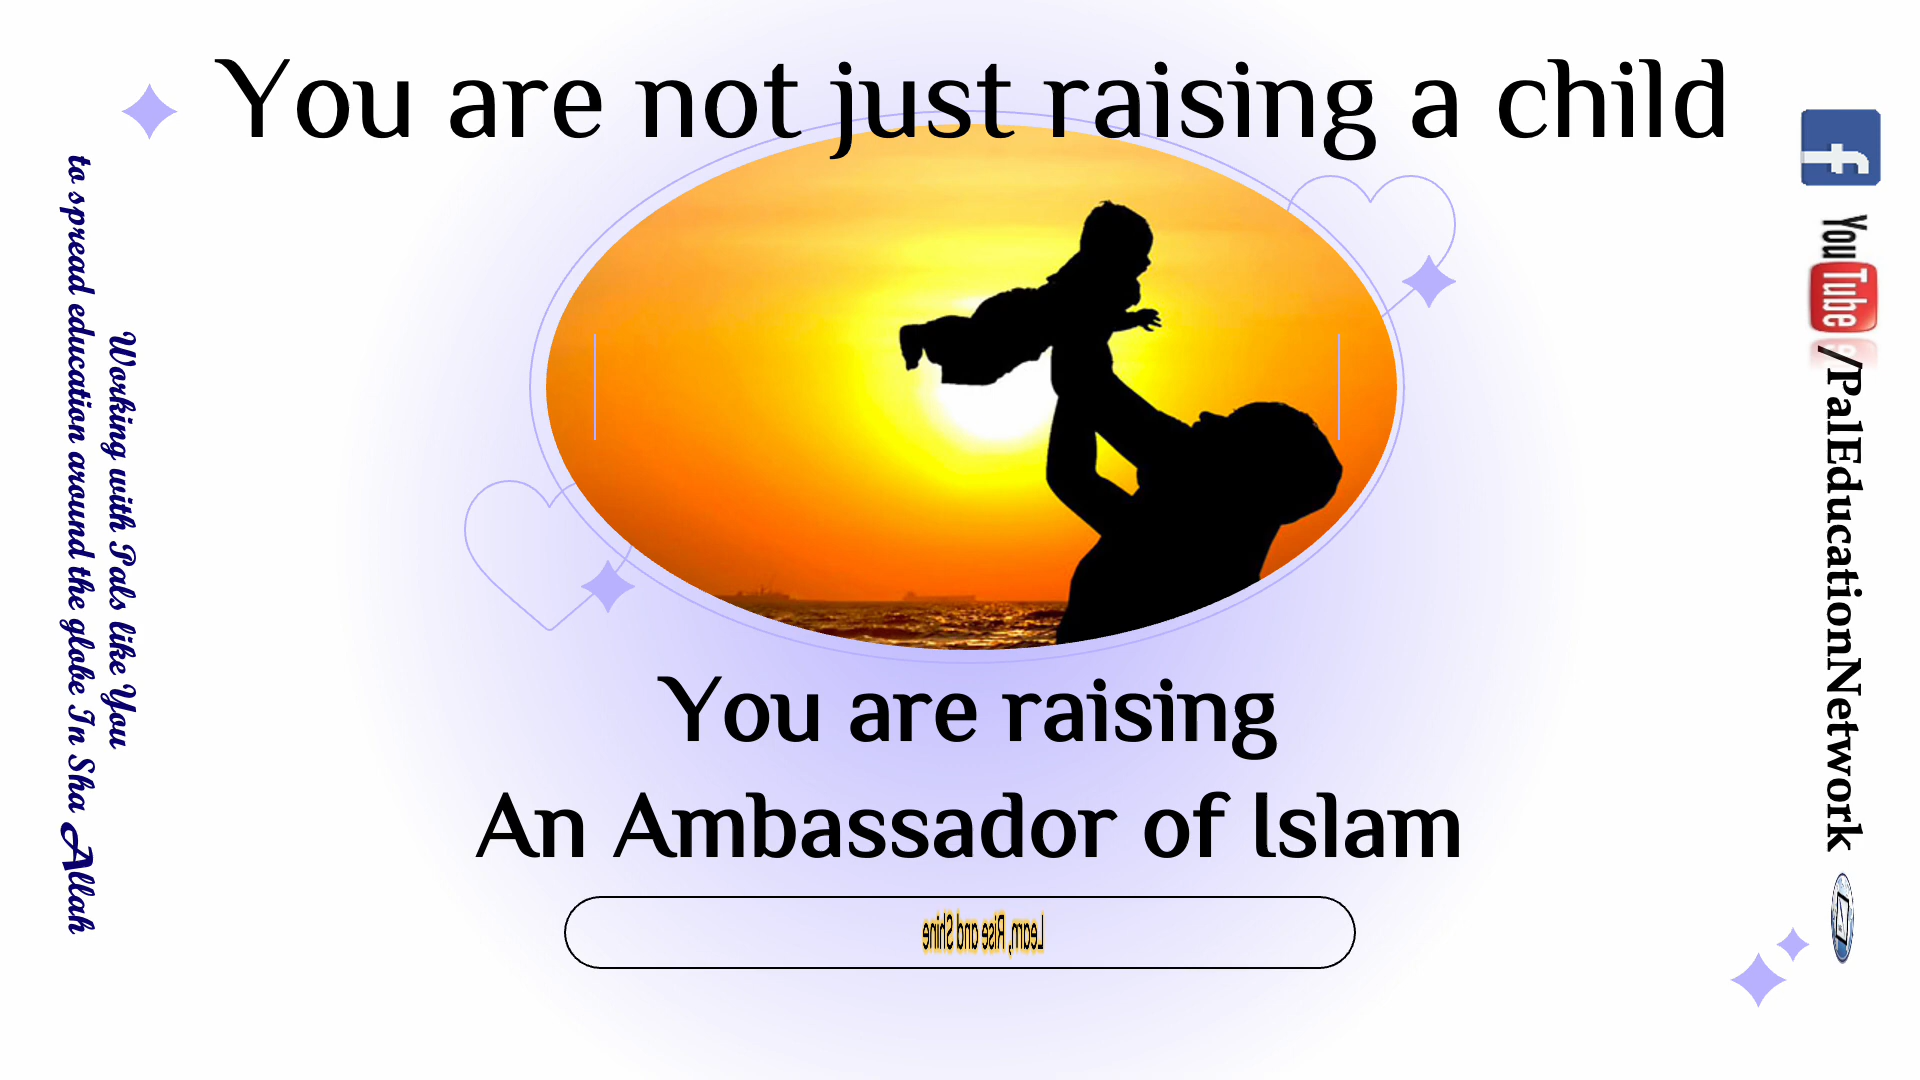 You are not just raising a child
You are raising
An Ambassador of Islam
Learn, Rise and Shine
Working with Pals like You
to spread education around the globe In Sha Allah
f
YouTube
/PalEducationNetwork